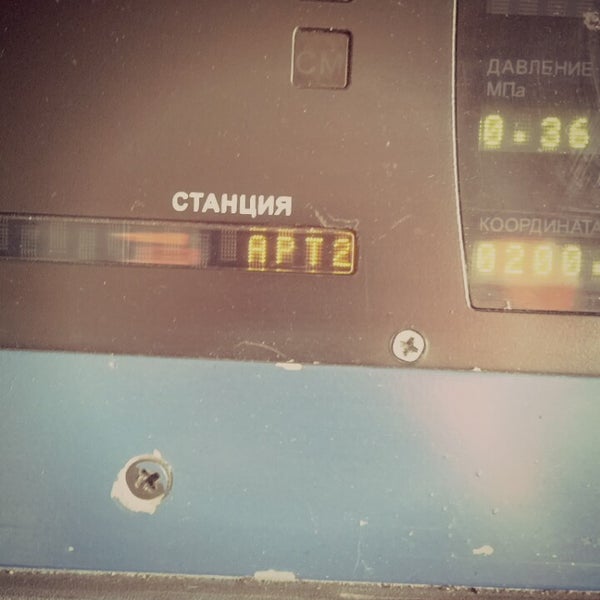 СМ
ДАВЛЕНИЕ
МПа
0.36
СТАНЦИЯ
АРТ2
КООРДИНАТА
0200